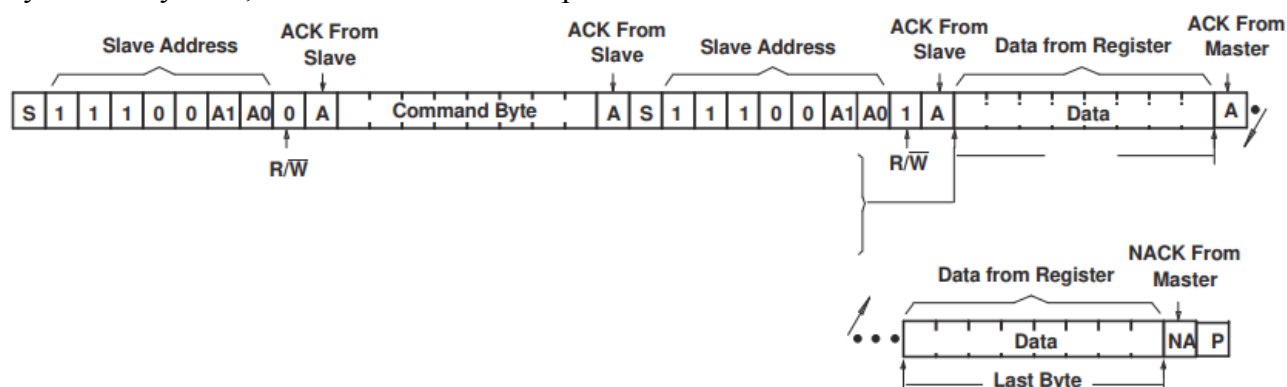 ACK From
Slave
Slave Address
ACK From
Slave
Slave Address
ACK From
Slave
Data from Register
ACK From
Master
S 1 1 1 0 0 A1 A0 0 A Command Byte A S 1 1 1 0 0 A1 A0 1 A Data A
R/W̅
R/W̅
Data from Register
NACK From
Master
Data NA P
Last Byte